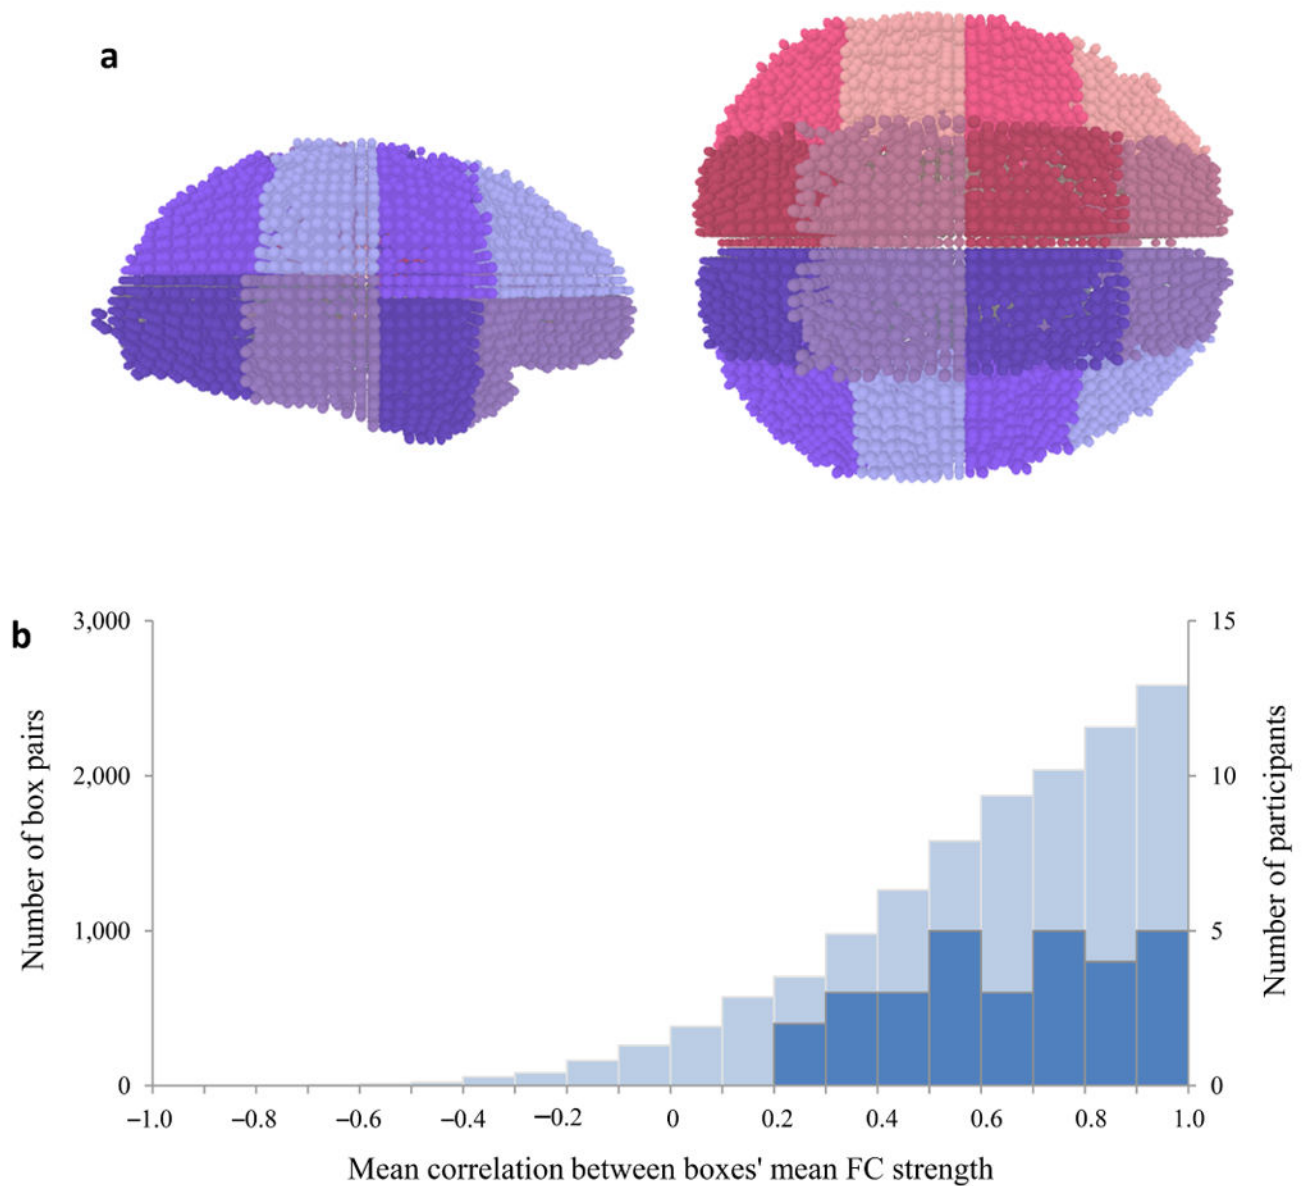 a
b
3,000
2,000
1,000
0
Number of box pairs
15
10
5
0
Number of participants
−1.0 −0.8 −0.6 −0.4 −0.2 0 0.2 0.4 0.6 0.8 1.0
Mean correlation between boxes' mean FC strength